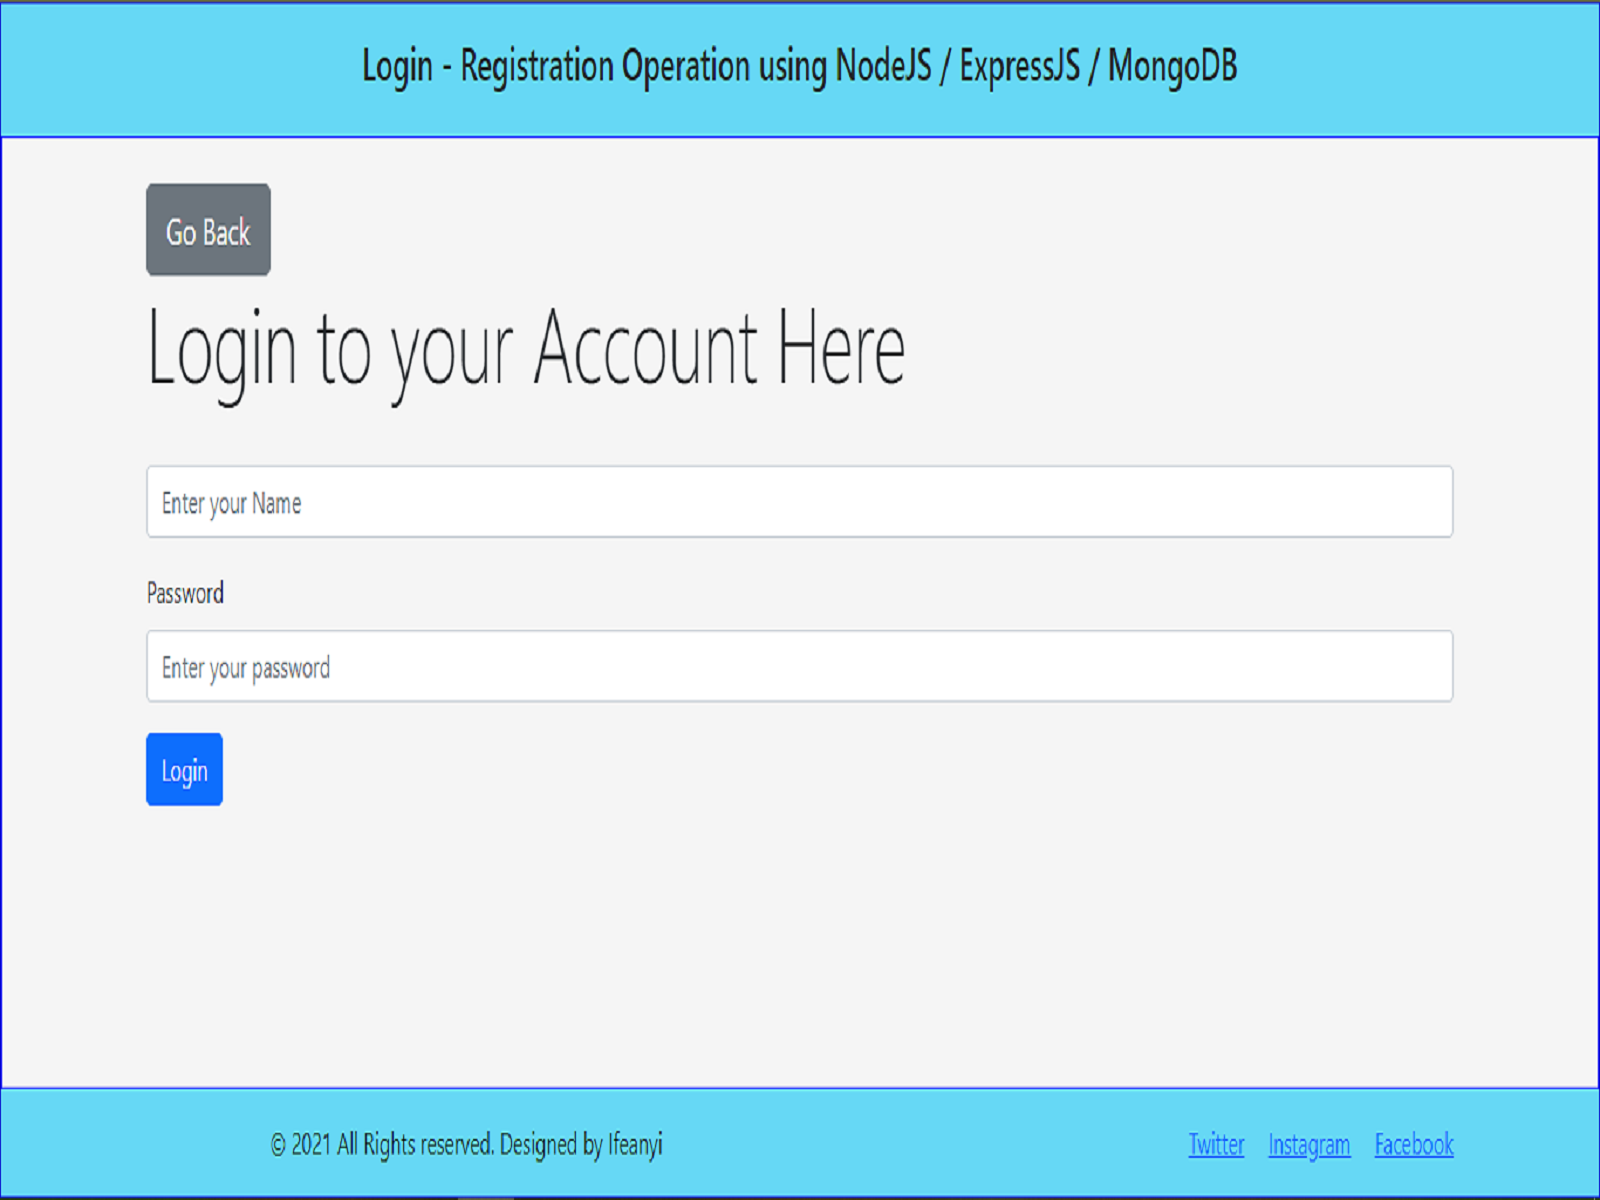 Login - Registration Operation using NodeJS / ExpressJS / MongoDB
Go Back
Login to your Account Here
Enter your Name
Password
Enter your password
Login
© 2021 All Rights reserved. Designed by Ifeanyi
Twitter Instagram Facebook